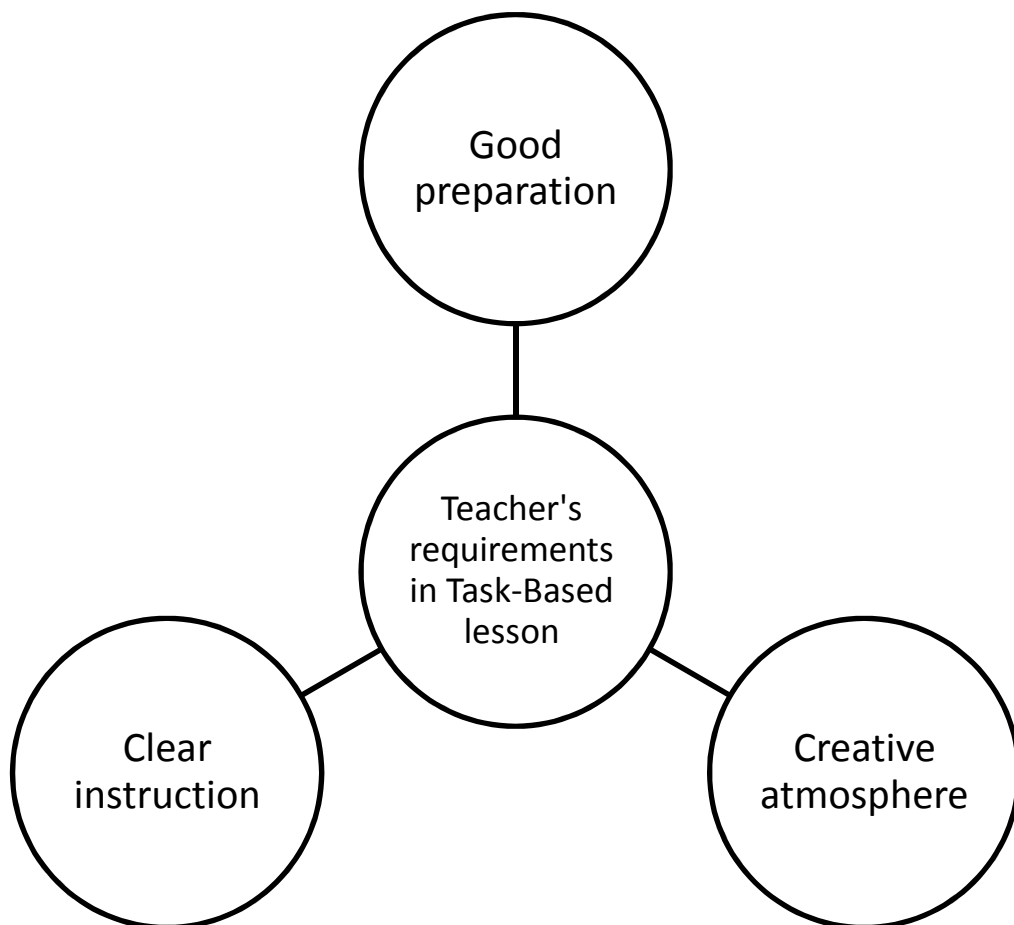 Good
preparation
Teacher's
requirements
in Task-Based
lesson
Clear
instruction
Creative
atmosphere